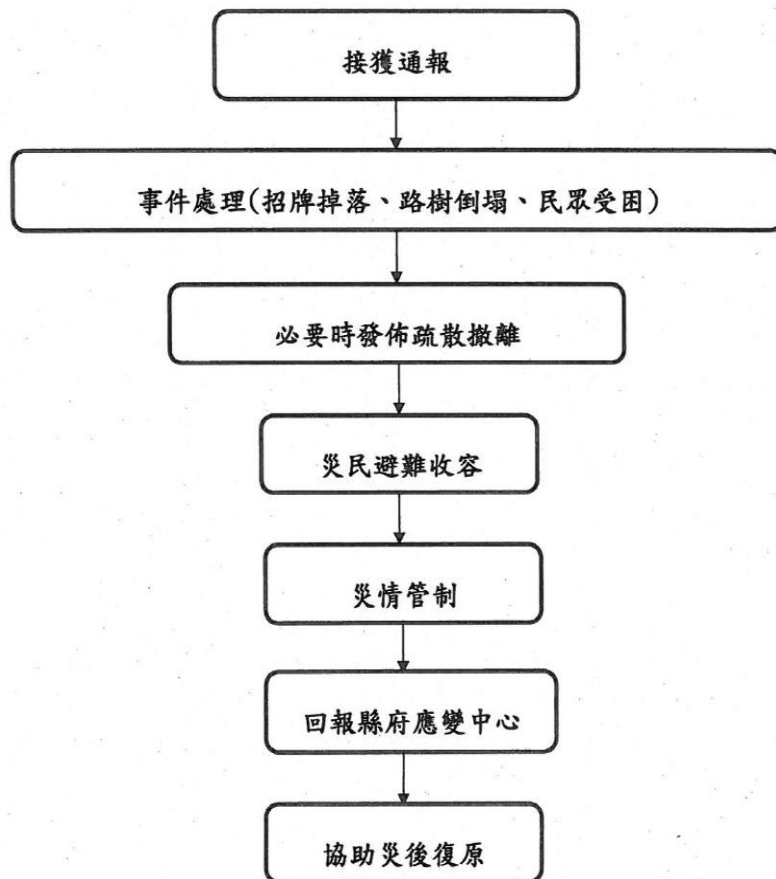 接獲通報
事件處理(招牌掉落、路樹倒塌、民眾受困)
必要時發佈疏散撤離
災民避難收容
災情管制
回報縣府應變中心
協助災後復原